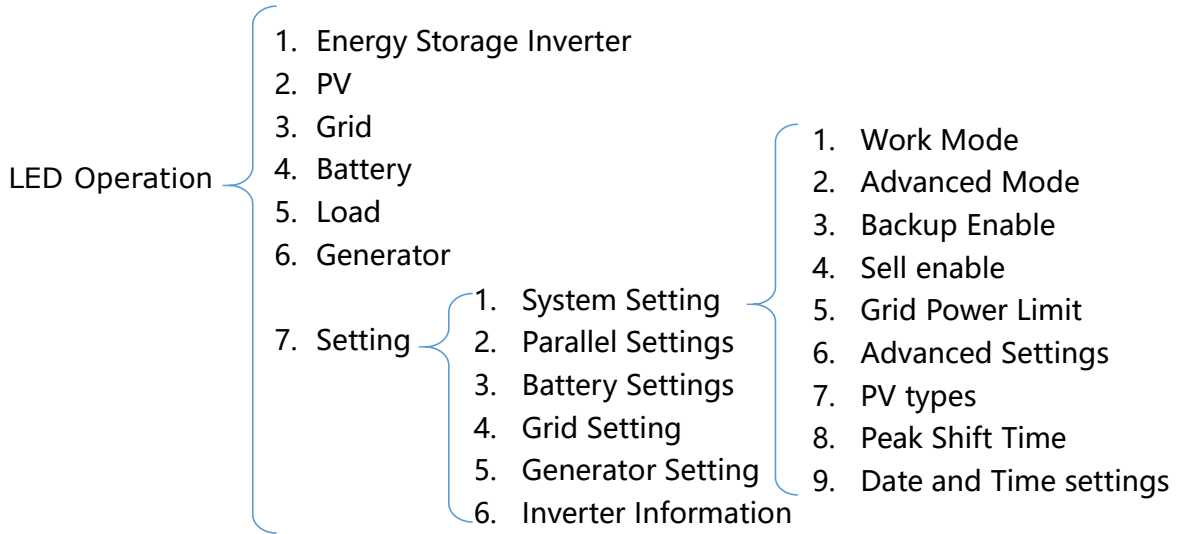 LED Operation
1. Energy Storage Inverter
2. PV
3. Grid
4. Battery
5. Load
6. Generator
7. Setting
1. System Setting
2. Parallel Settings
3. Battery Settings
4. Grid Setting
5. Generator Setting
6. Inverter Information
1. Work Mode
2. Advanced Mode
3. Backup Enable
4. Sell enable
5. Grid Power Limit
6. Advanced Settings
7. PV types
8. Peak Shift Time
9. Date and Time settings